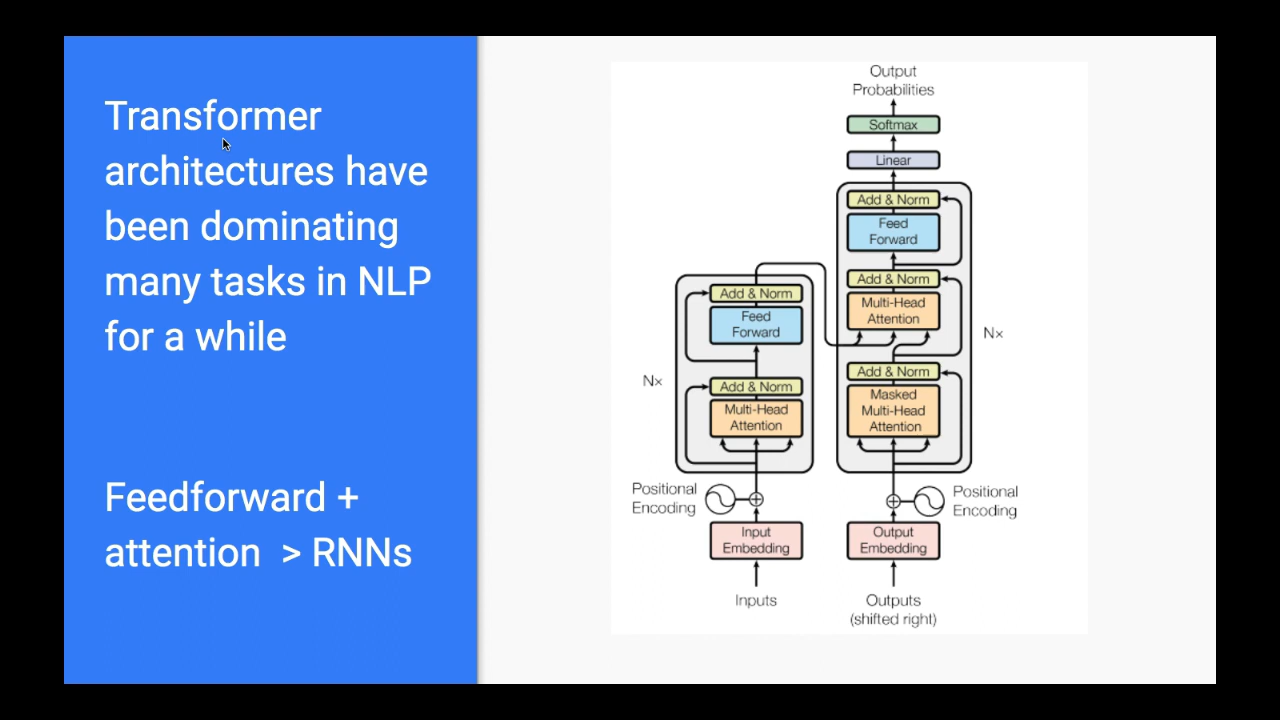 Transformer
architectures have
been dominating
many tasks in NLP
for a while
Feedforward +
attention > RNNs
Output
Probabilities
Softmax
Linear
Add & Norm
Feed
Forward
Add & Norm
Multi-Head
Attention
Add & Norm
Masked
Multi-Head
Attention
Nx
Add & Norm
Feed
Forward
Add & Norm
Multi-Head
Attention
Nx
Positional
Encoding
Positional
Encoding
Input
Embedding
Output
Embedding
Inputs
Outputs
(shifted right)